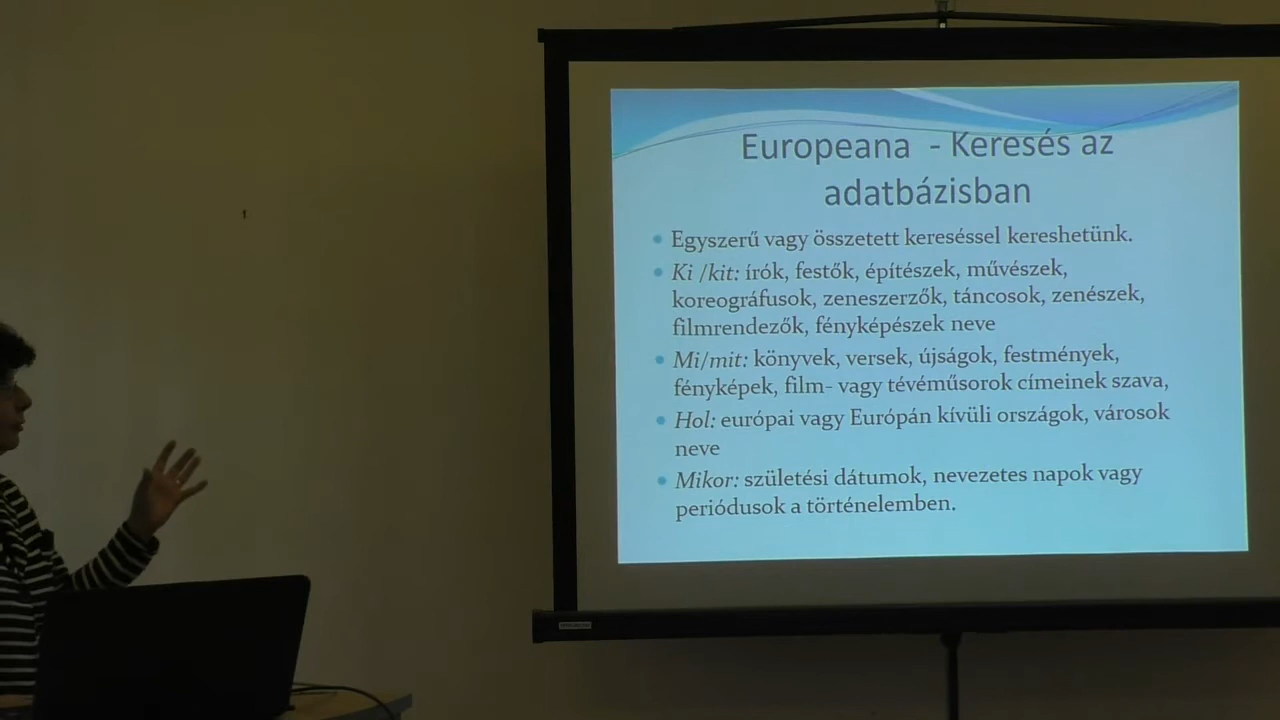 Europeana - Keresés az
adatbázisban
• Egyszerű vagy összetett kereséssel kereshetünk.
• Ki /kit: írók, festők, építészek, művészek,
koreográfusok, zeneszerzők, táncosok, zenészek,
filmrendezők, fényképészek neve
• Mi/mit: könyvek, versek, újságok, festmények,
fényképek, film- vagy tévéműsorok címeinek szava,
• Hol: európai vagy Európán kívüli országok, városok
neve
• Mikor: születési dátumok, nevezetes napok vagy
periódusok a történelemben.